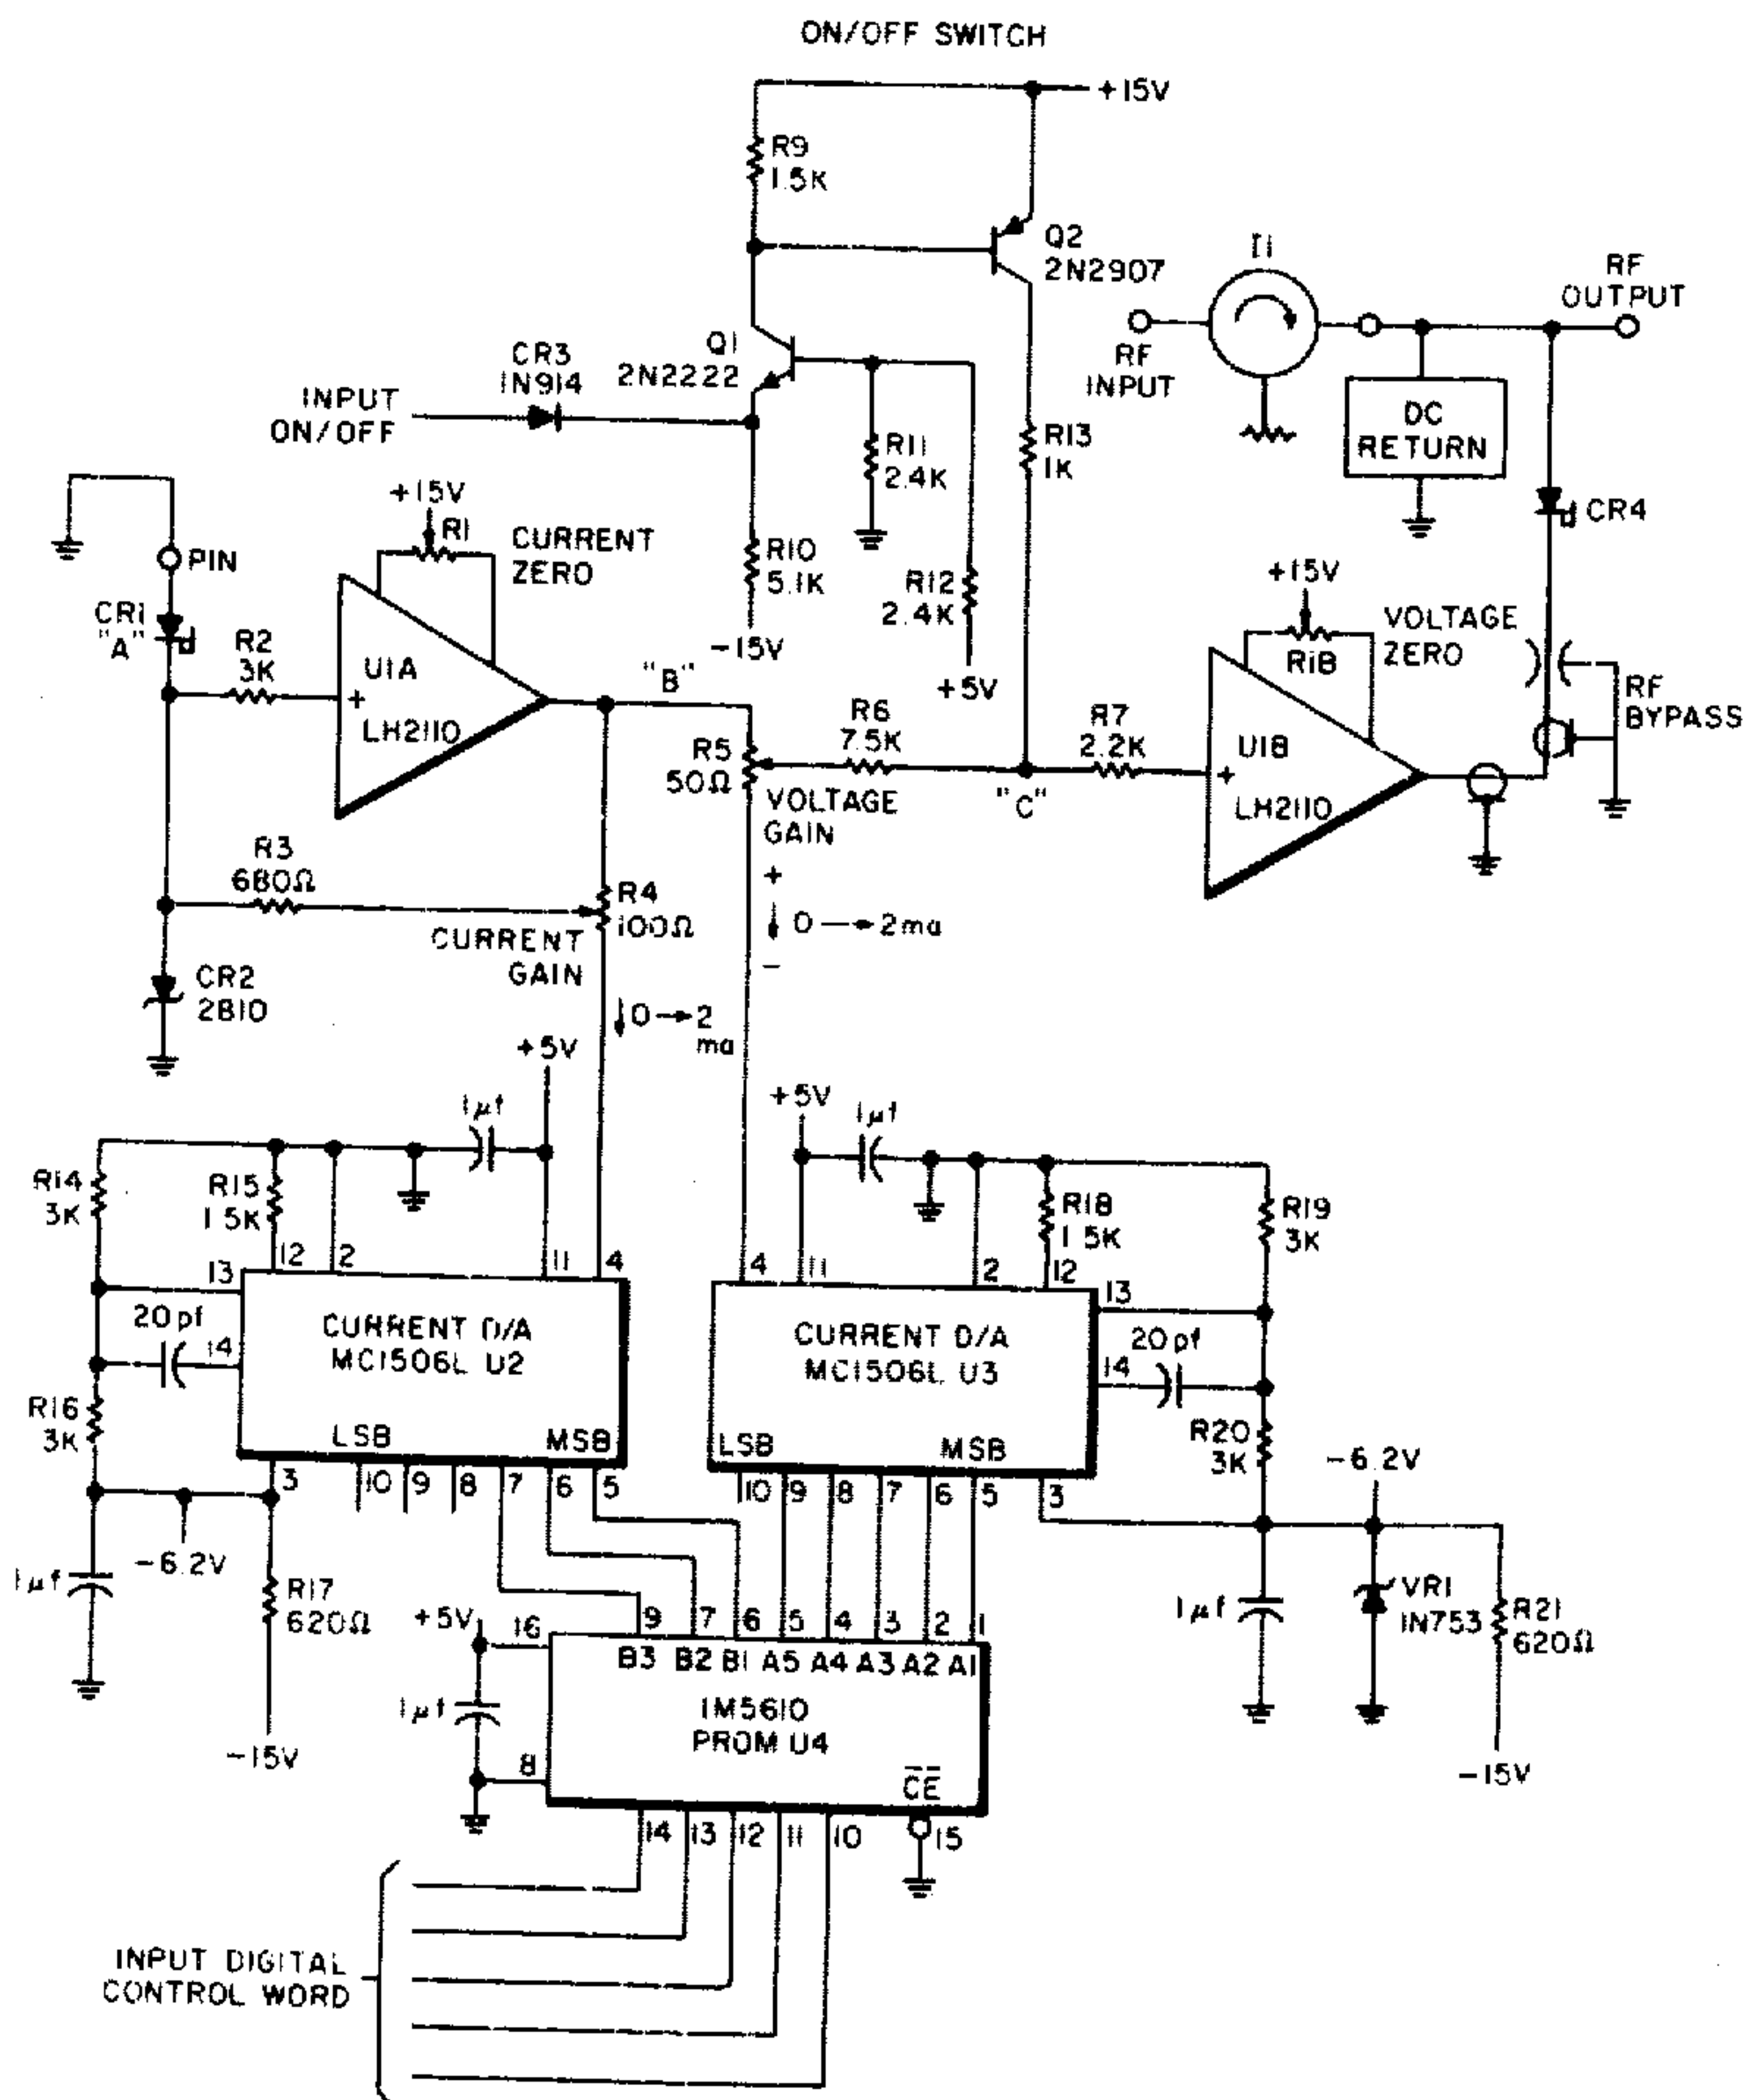 ON/OFF SWITCH
+15V
R9
1.5K
Q2
2N2907
RF
INPUT
RF
OUTPUT
DC
RETURN
CR4
Q1
2N2222
CR3
1N914
INPUT
ON/OFF
R11
2.4K
R13
1K
+15V
R1
CURRENT
ZERO
PIN
CR1
"A"
R2
3K
+
U1A
LH2110
R10
5.1K
-15V
R12
2.4K
+5V
"B"
+15V
R1B
VOLTAGE
ZERO
RF
BYPASS
R6
7.5K
R7
2.2K
R5
50Ω
VOLTAGE
GAIN
"C"
+
U1B
LH2110
R3
680Ω
R4
100Ω
CURRENT
GAIN
+
0 → 2ma
-
CR2
2810
0 → 2
ma
+5V
1μf
+5V
1μf
R14
3K
R15
1.5K
R18
1.5K
R19
3K
13
12
2
11
4
4
11
2
12
13
20pf
14
CURRENT D/A
MC1506L U2
CURRENT D/A
MC1506L U3
20pf
14
R16
3K
LSB
MSB
LSB
MSB
R20
3K
-6.2V
3
10
9
8
7
6
5
10
9
8
7
6
5
3
-6.2V
1μf
R17
620Ω
-15V
1μf
VR1
1N753
R21
620Ω
-15V
+5V
16
9
7
6
5
4
3
2
1
B3 B2 B1 A5 A4 A3 A2 A1
1M5610
PROM U4
1μf
8
CE
14
13
12
11
10
15
INPUT DIGITAL
CONTROL WORD